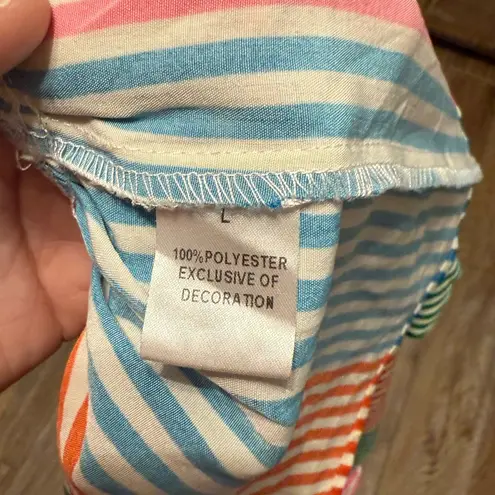 L
100%POLYESTER
EXCLUSIVE OF
DECORATION